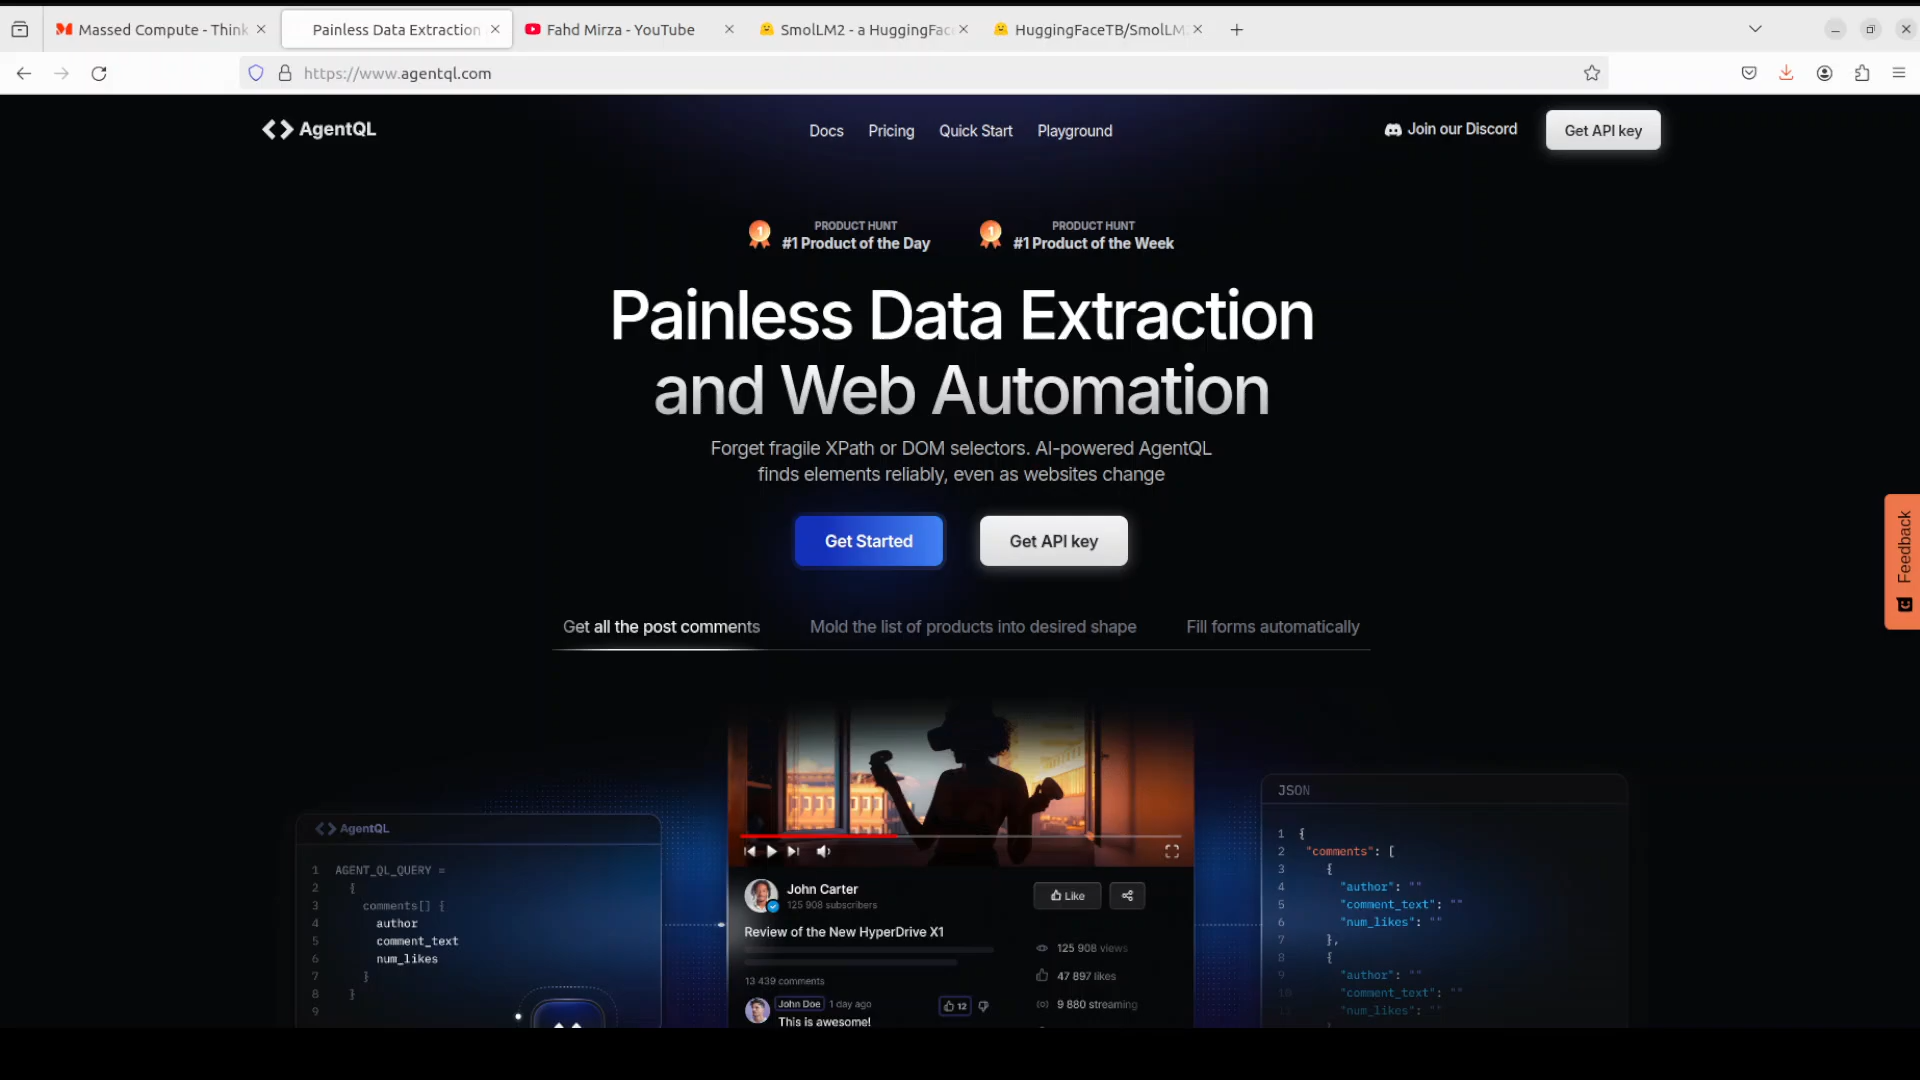 Massed Compute - Think
Painless Data Extraction
Fahd Mirza - YouTube
SmolLM2 - a HuggingFac
HuggingFaceTB/SmolLM
https://www.agentql.com
AgentQL
Docs
Pricing
Quick Start
Playground
Join our Discord
Get API key
PRODUCT HUNT
#1 Product of the Day
PRODUCT HUNT
#1 Product of the Week
Painless Data Extraction
and Web Automation
Forget fragile XPath or DOM selectors. AI-powered AgentQL
finds elements reliably, even as websites change
Get Started
Get API key
Feedback
Get all the post comments
Mold the list of products into desired shape
Fill forms automatically
AgentQL
1 AGENT_QL_QUERY =
2 {
3 comments[] {
4 author
5 comment_text
6 num_likes
7 }
8 }
9
John Carter
125 908 subscribers
Like
Review of the New HyperDrive X1
125 908 views
47 897 likes
9 880 streaming
13 439 comments
John Doe 1 day ago
12
This is awesome!
JSON
1 {
2 "comments": [
3 {
4 "author": ""
5 "comment_text": ""
6 "num_likes": ""
7 },
8 {
9 "author": ""
10 "comment_text": ""
11 "num_likes": ""